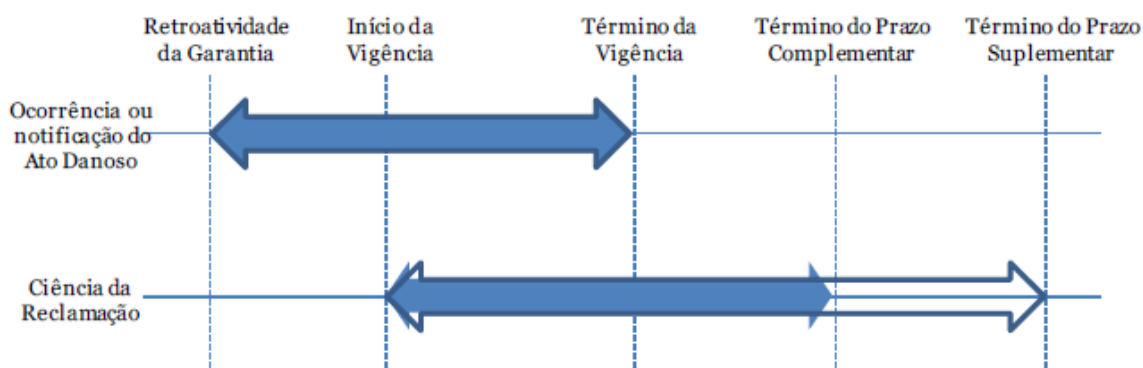 Retroatividade
da Garantia
Início da
Vigência
Término da
Vigência
Término do Prazo
Complementar
Término do Prazo
Suplementar
Ocorrência ou
notificação do
Ato Danoso
Ciência da
Reclamação